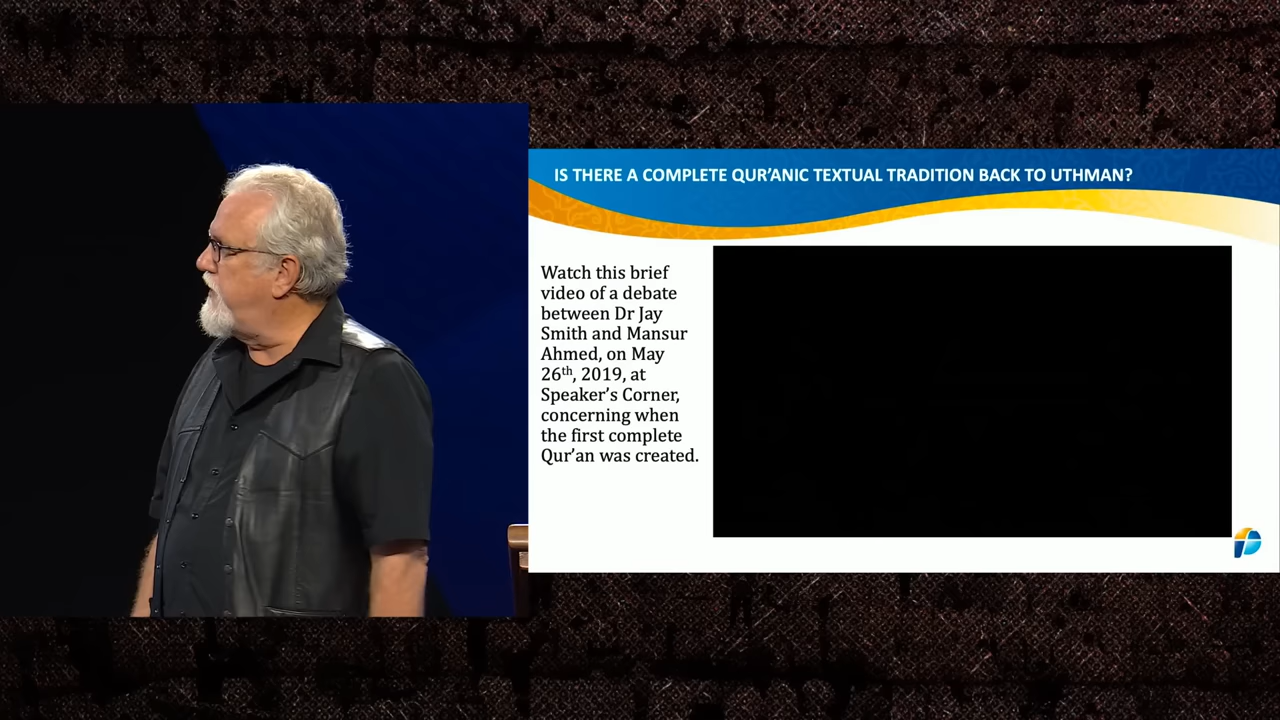 IS THERE A COMPLETE QUR’ANIC TEXTUAL TRADITION BACK TO UTHMAN?
Watch this brief
video of a debate
between Dr Jay
Smith and Mansur
Ahmed, on May
26th, 2019, at
Speaker’s Corner,
concerning when
the first complete
Qur’an was created.